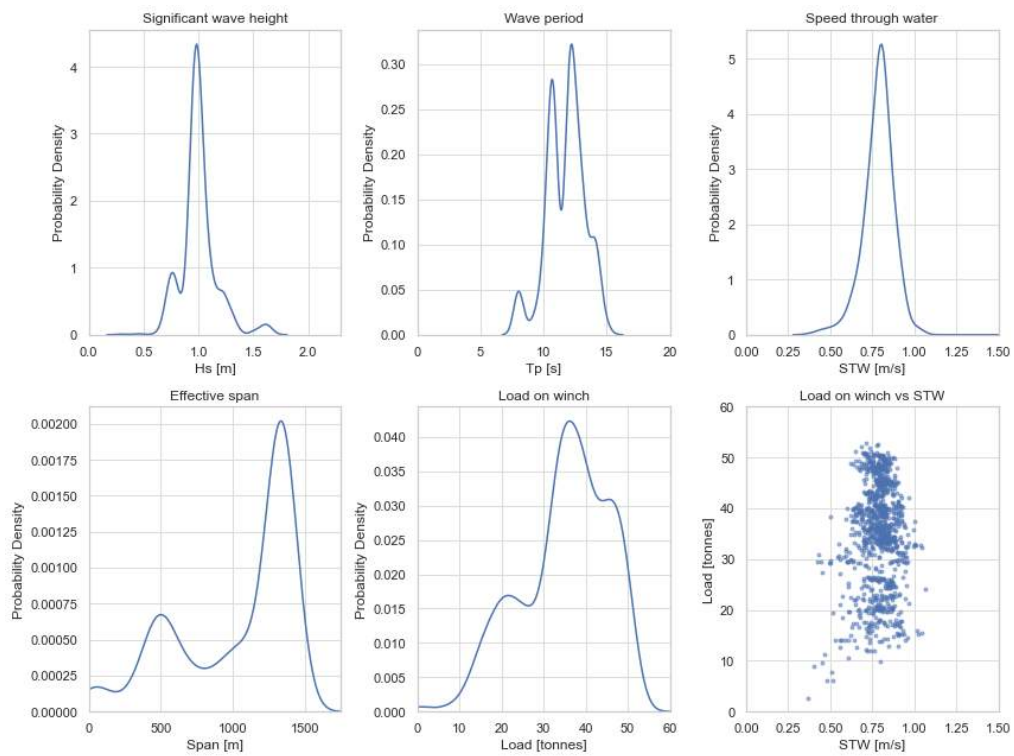 Significant wave height
Probability Density
4
3
2
1
0
0.0 0.5 1.0 1.5 2.0
Hs [m]
Wave period
Probability Density
0.30
0.25
0.20
0.15
0.10
0.05
0.00
0 5 10 15 20
Tp [s]
Speed through water
Probability Density
5
4
3
2
1
0
0.00 0.25 0.50 0.75 1.00 1.25 1.50
STW [m/s]
Effective span
Probability Density
0.00200
0.00175
0.00150
0.00125
0.00100
0.00075
0.00050
0.00025
0.00000
0 500 1000 1500
Span [m]
Load on winch
Probability Density
0.040
0.035
0.030
0.025
0.020
0.015
0.010
0.005
0.000
0 10 20 30 40 50 60
Load [tonnes]
Load on winch vs STW
Load [tonnes]
60
50
40
30
20
10
0
0.00 0.25 0.50 0.75 1.00 1.25 1.50
STW [m/s]